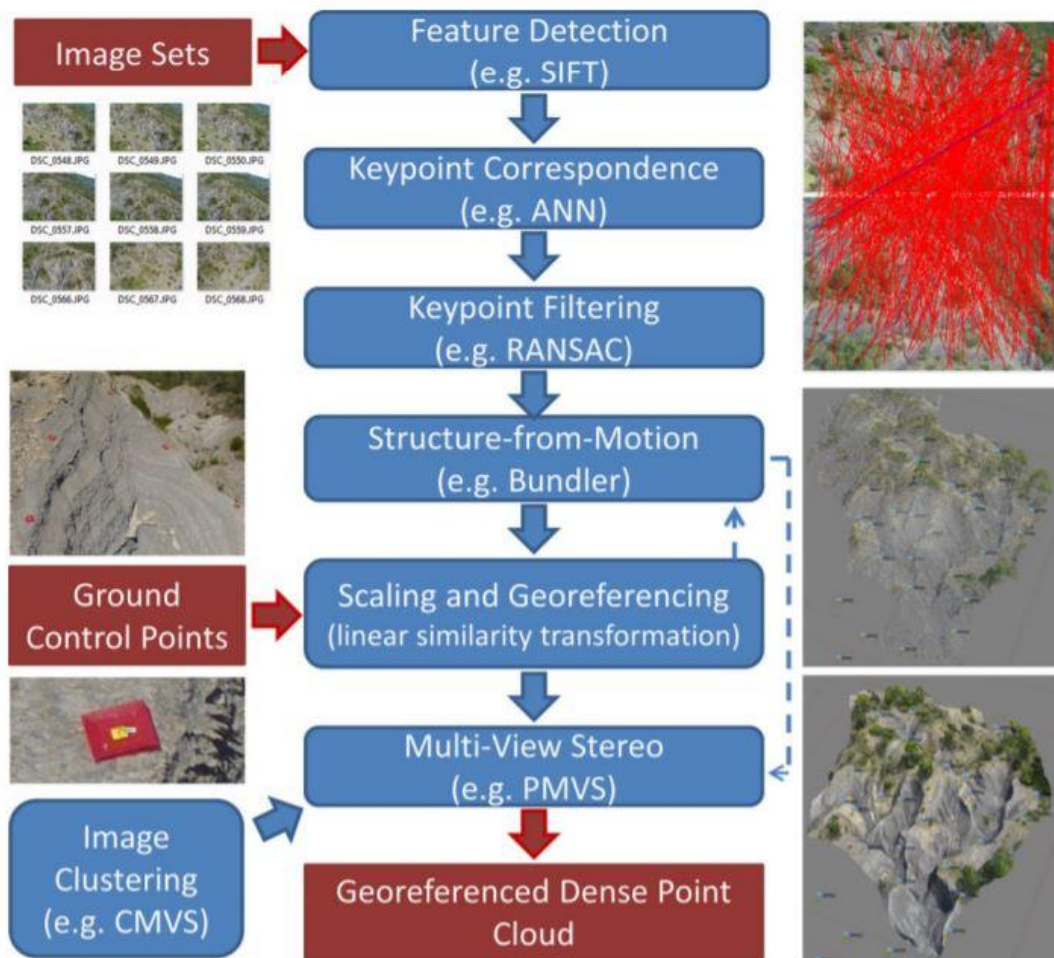 Image Sets
Feature Detection
(e.g. SIFT)
DSC_0548.JPG DSC_0549.JPG DSC_0550.JPG
DSC_0557.JPG DSC_0558.JPG DSC_0559.JPG
DSC_0566.JPG DSC_0567.JPG DSC_0568.JPG
Keypoint Correspondence
(e.g. ANN)
Keypoint Filtering
(e.g. RANSAC)
Structure-from-Motion
(e.g. Bundler)
Ground
Control Points
Scaling and Georeferencing
(linear similarity transformation)
Multi-View Stereo
(e.g. PMVS)
Image
Clustering
(e.g. CMVS)
Georeferenced Dense Point
Cloud